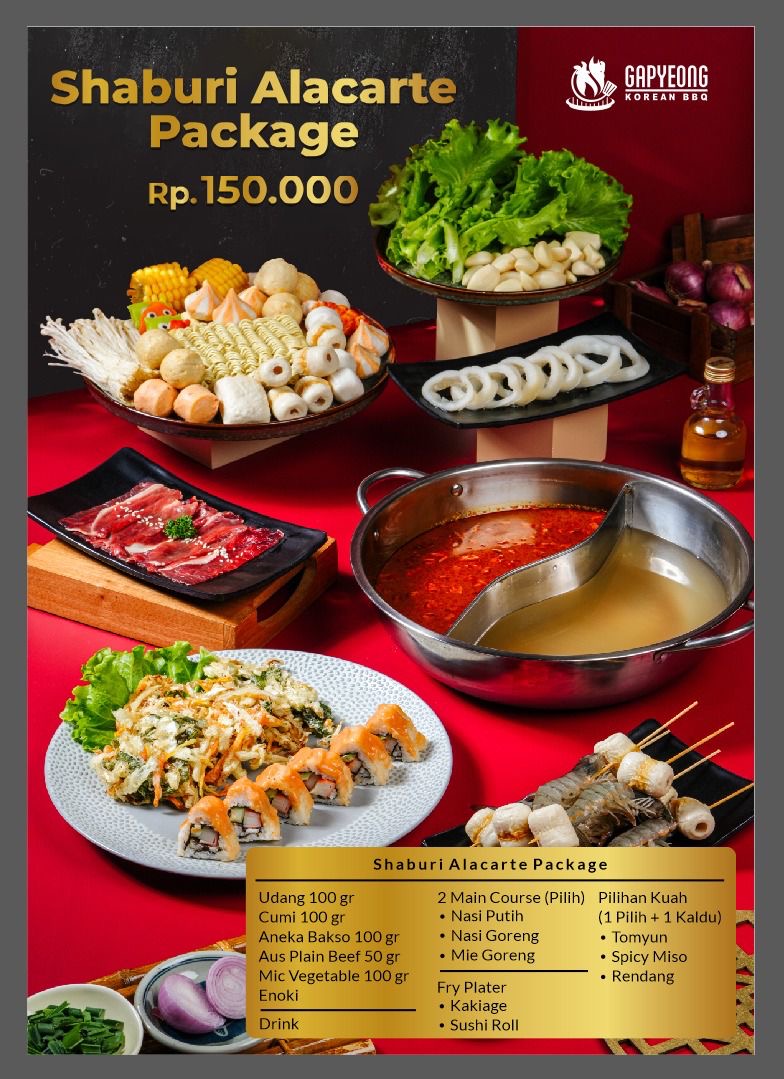 Shaburi Alacarte
Package
Rp.150.000
GAPYEONG
KOREAN BBQ
Shaburi Alacarte Package
Udang 100 gr
Cumi 100 gr
Aneka Bakso 100 gr
Aus Plain Beef 50 gr
Mic Vegetable 100 gr
Enoki
Drink
2 Main Course (Pilih)
• Nasi Putih
• Nasi Goreng
• Mie Goreng
Fry Plater
• Kakiage
• Sushi Roll
Pilihan Kuah
(1 Pilih + 1 Kaldu)
• Tomyun
• Spicy Miso
• Rendang